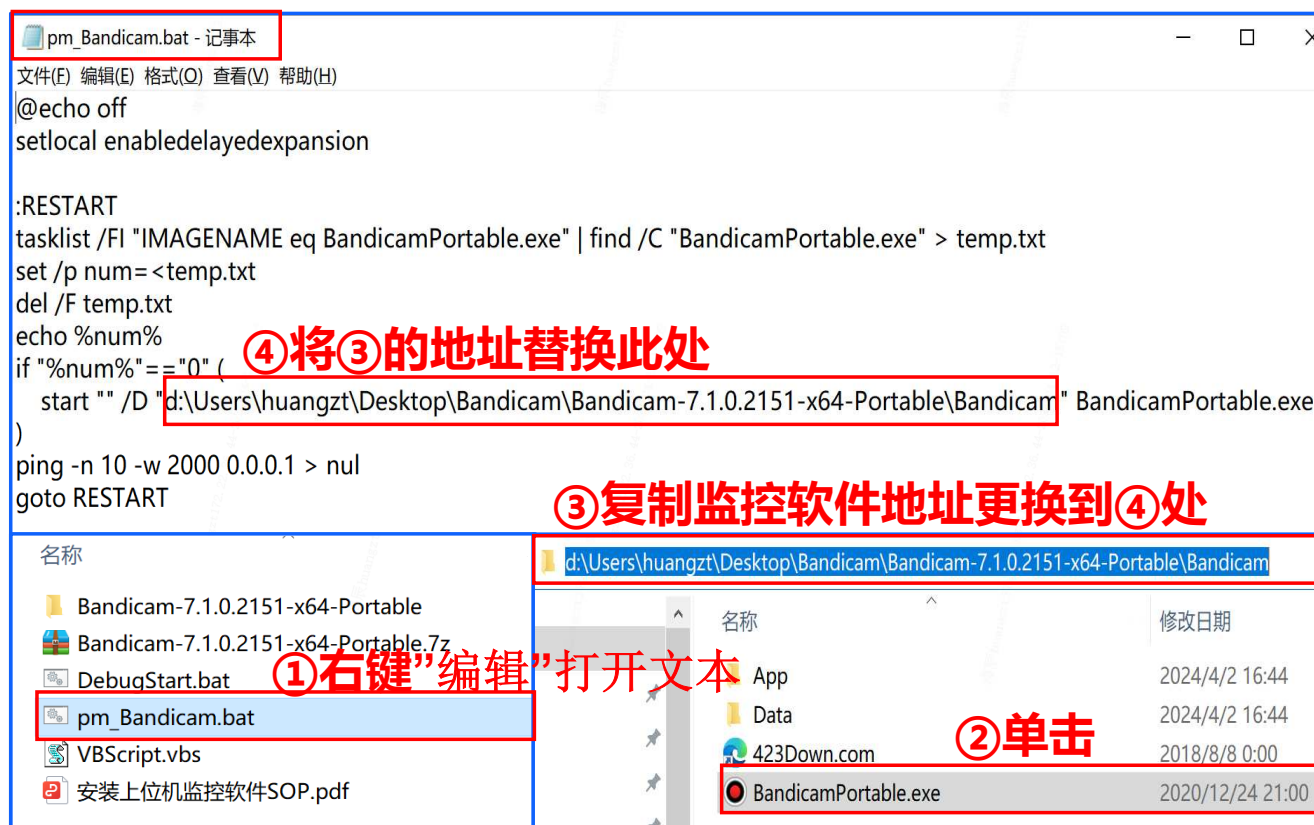 pm_Bandicam.bat - 记事本
文件(F) 编辑(E) 格式(O) 查看(V) 帮助(H)
@echo off
setlocal enabledelayedexpansion
:RESTART
tasklist /FI "IMAGENAME eq BandicamPortable.exe" | find /C "BandicamPortable.exe" > temp.txt
set /p num=<temp.txt
del /F temp.txt
echo %num%
④将③的地址替换此处
if "%num%"=="0" (
start "" /D "d:\Users\huangzt\Desktop\Bandicam\Bandicam-7.1.0.2151-x64-Portable\Bandicam" BandicamPortable.exe
)
ping -n 10 -w 2000 0.0.0.1 > nul
goto RESTART
③复制监控软件地址更换到④处
名称
Bandicam-7.1.0.2151-x64-Portable
Bandicam-7.1.0.2151-x64-Portable.7z
①右键”编辑”打开文本
DebugStart.bat
pm_Bandicam.bat
VBScript.vbs
安装上位机监控软件SOP.pdf
d:\Users\huangzt\Desktop\Bandicam\Bandicam-7.1.0.2151-x64-Portable\Bandicam
名称 修改日期
App 2024/4/2 16:44
Data 2024/4/2 16:44
②单击
423Down.com 2018/8/8 0:00
BandicamPortable.exe 2020/12/24 21:00